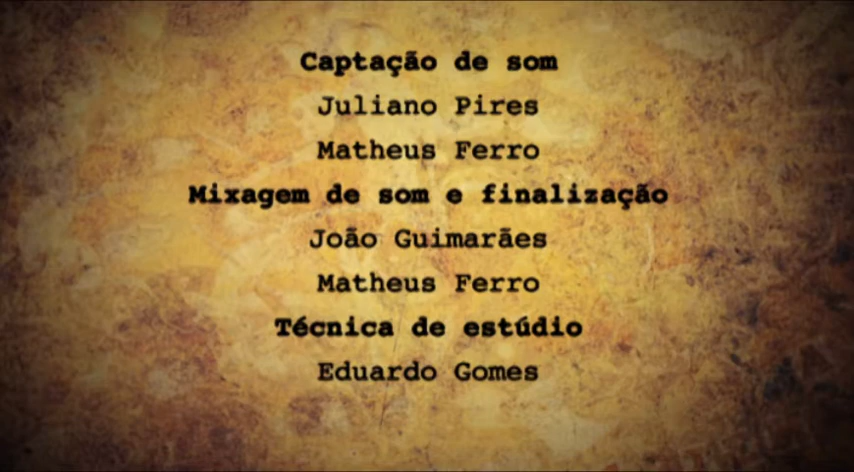 Captação de som
Juliano Pires
Matheus Ferro
Mixagem de som e finalização
João Guimarães
Matheus Ferro
Técnica de estúdio
Eduardo Gomes